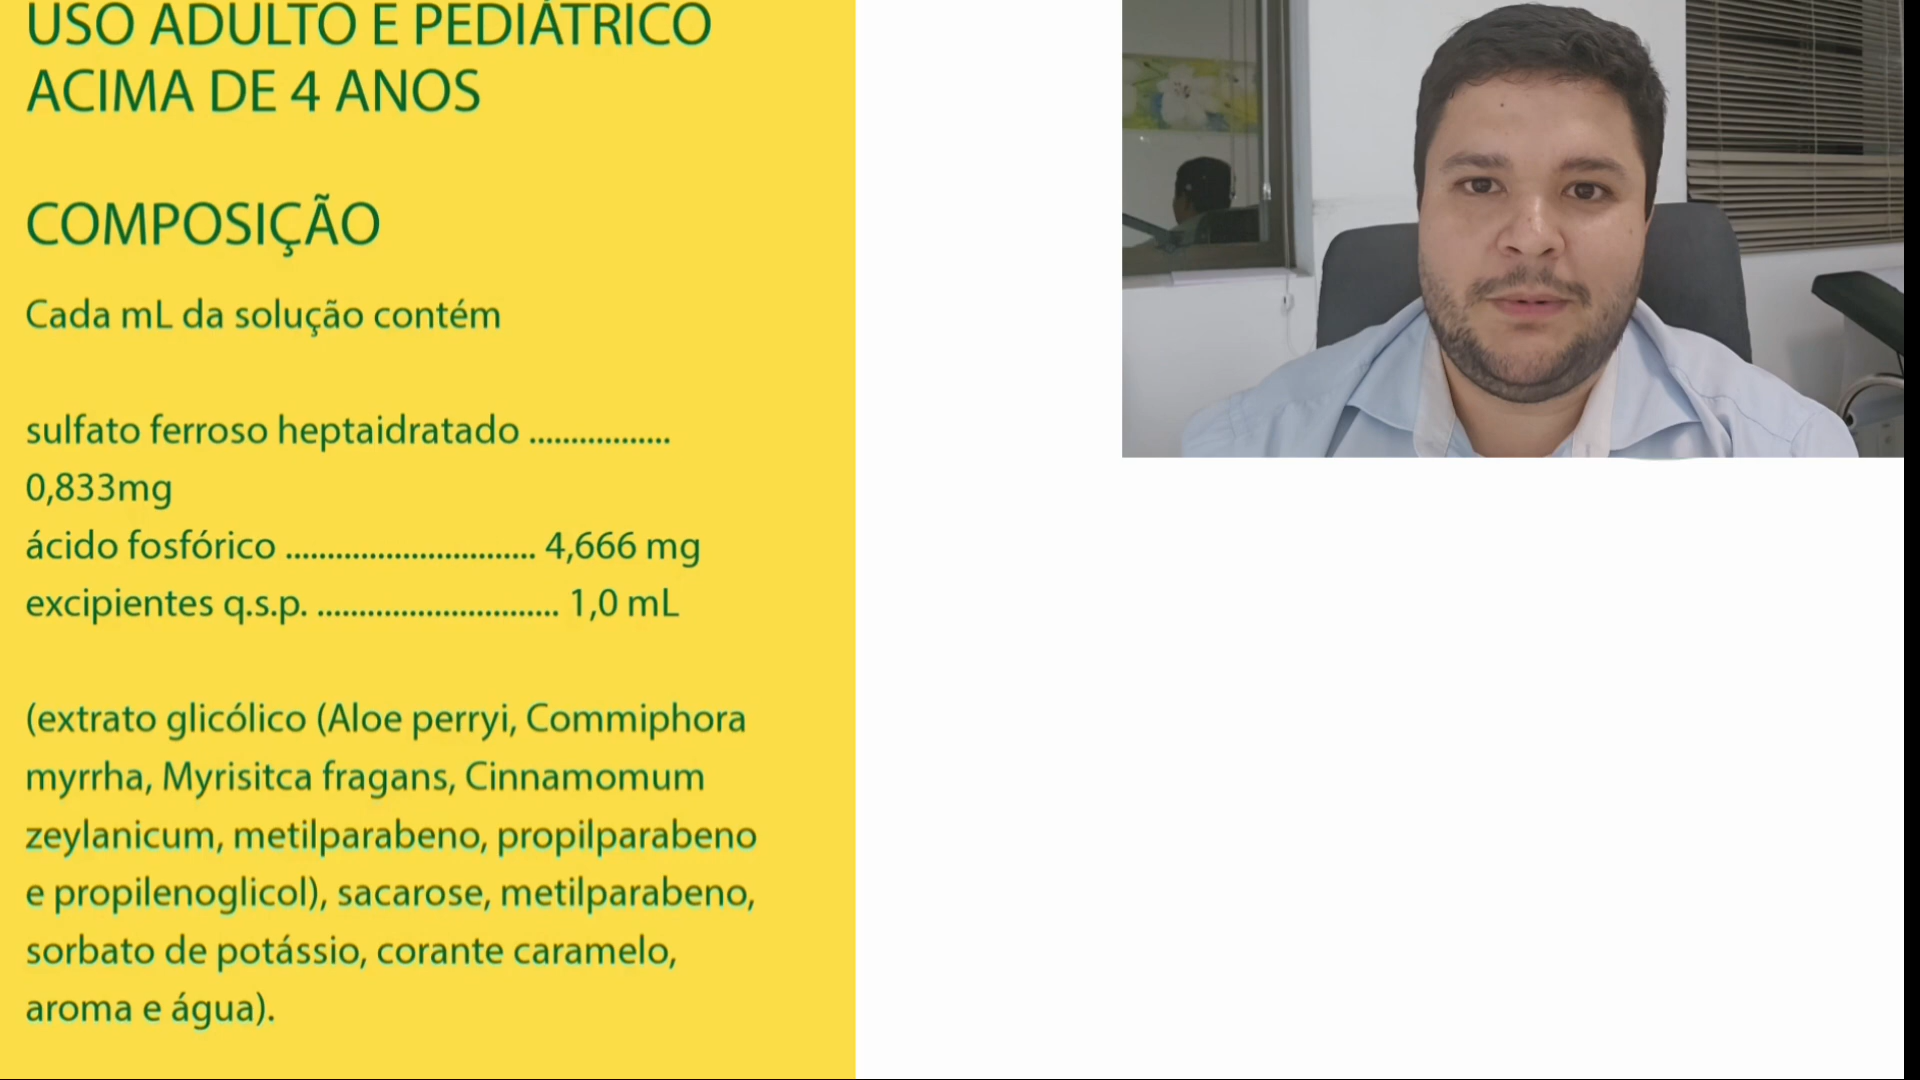 USO ADULTO E PEDIÁTRICO
ACIMA DE 4 ANOS
COMPOSIÇÃO
Cada mL da solução contém
sulfato ferroso heptaidratado .................
0,833mg
ácido fosfórico .............................. 4,666 mg
excipientes q.s.p. ............................. 1,0 mL
(extrato glicólico (Aloe perryi, Commiphora
myrrha, Myrisitca fragans, Cinnamomum
zeylanicum, metilparabeno, propilparabeno
e propilenoglicol), sacarose, metilparabeno,
sorbato de potássio, corante caramelo,
aroma e água).